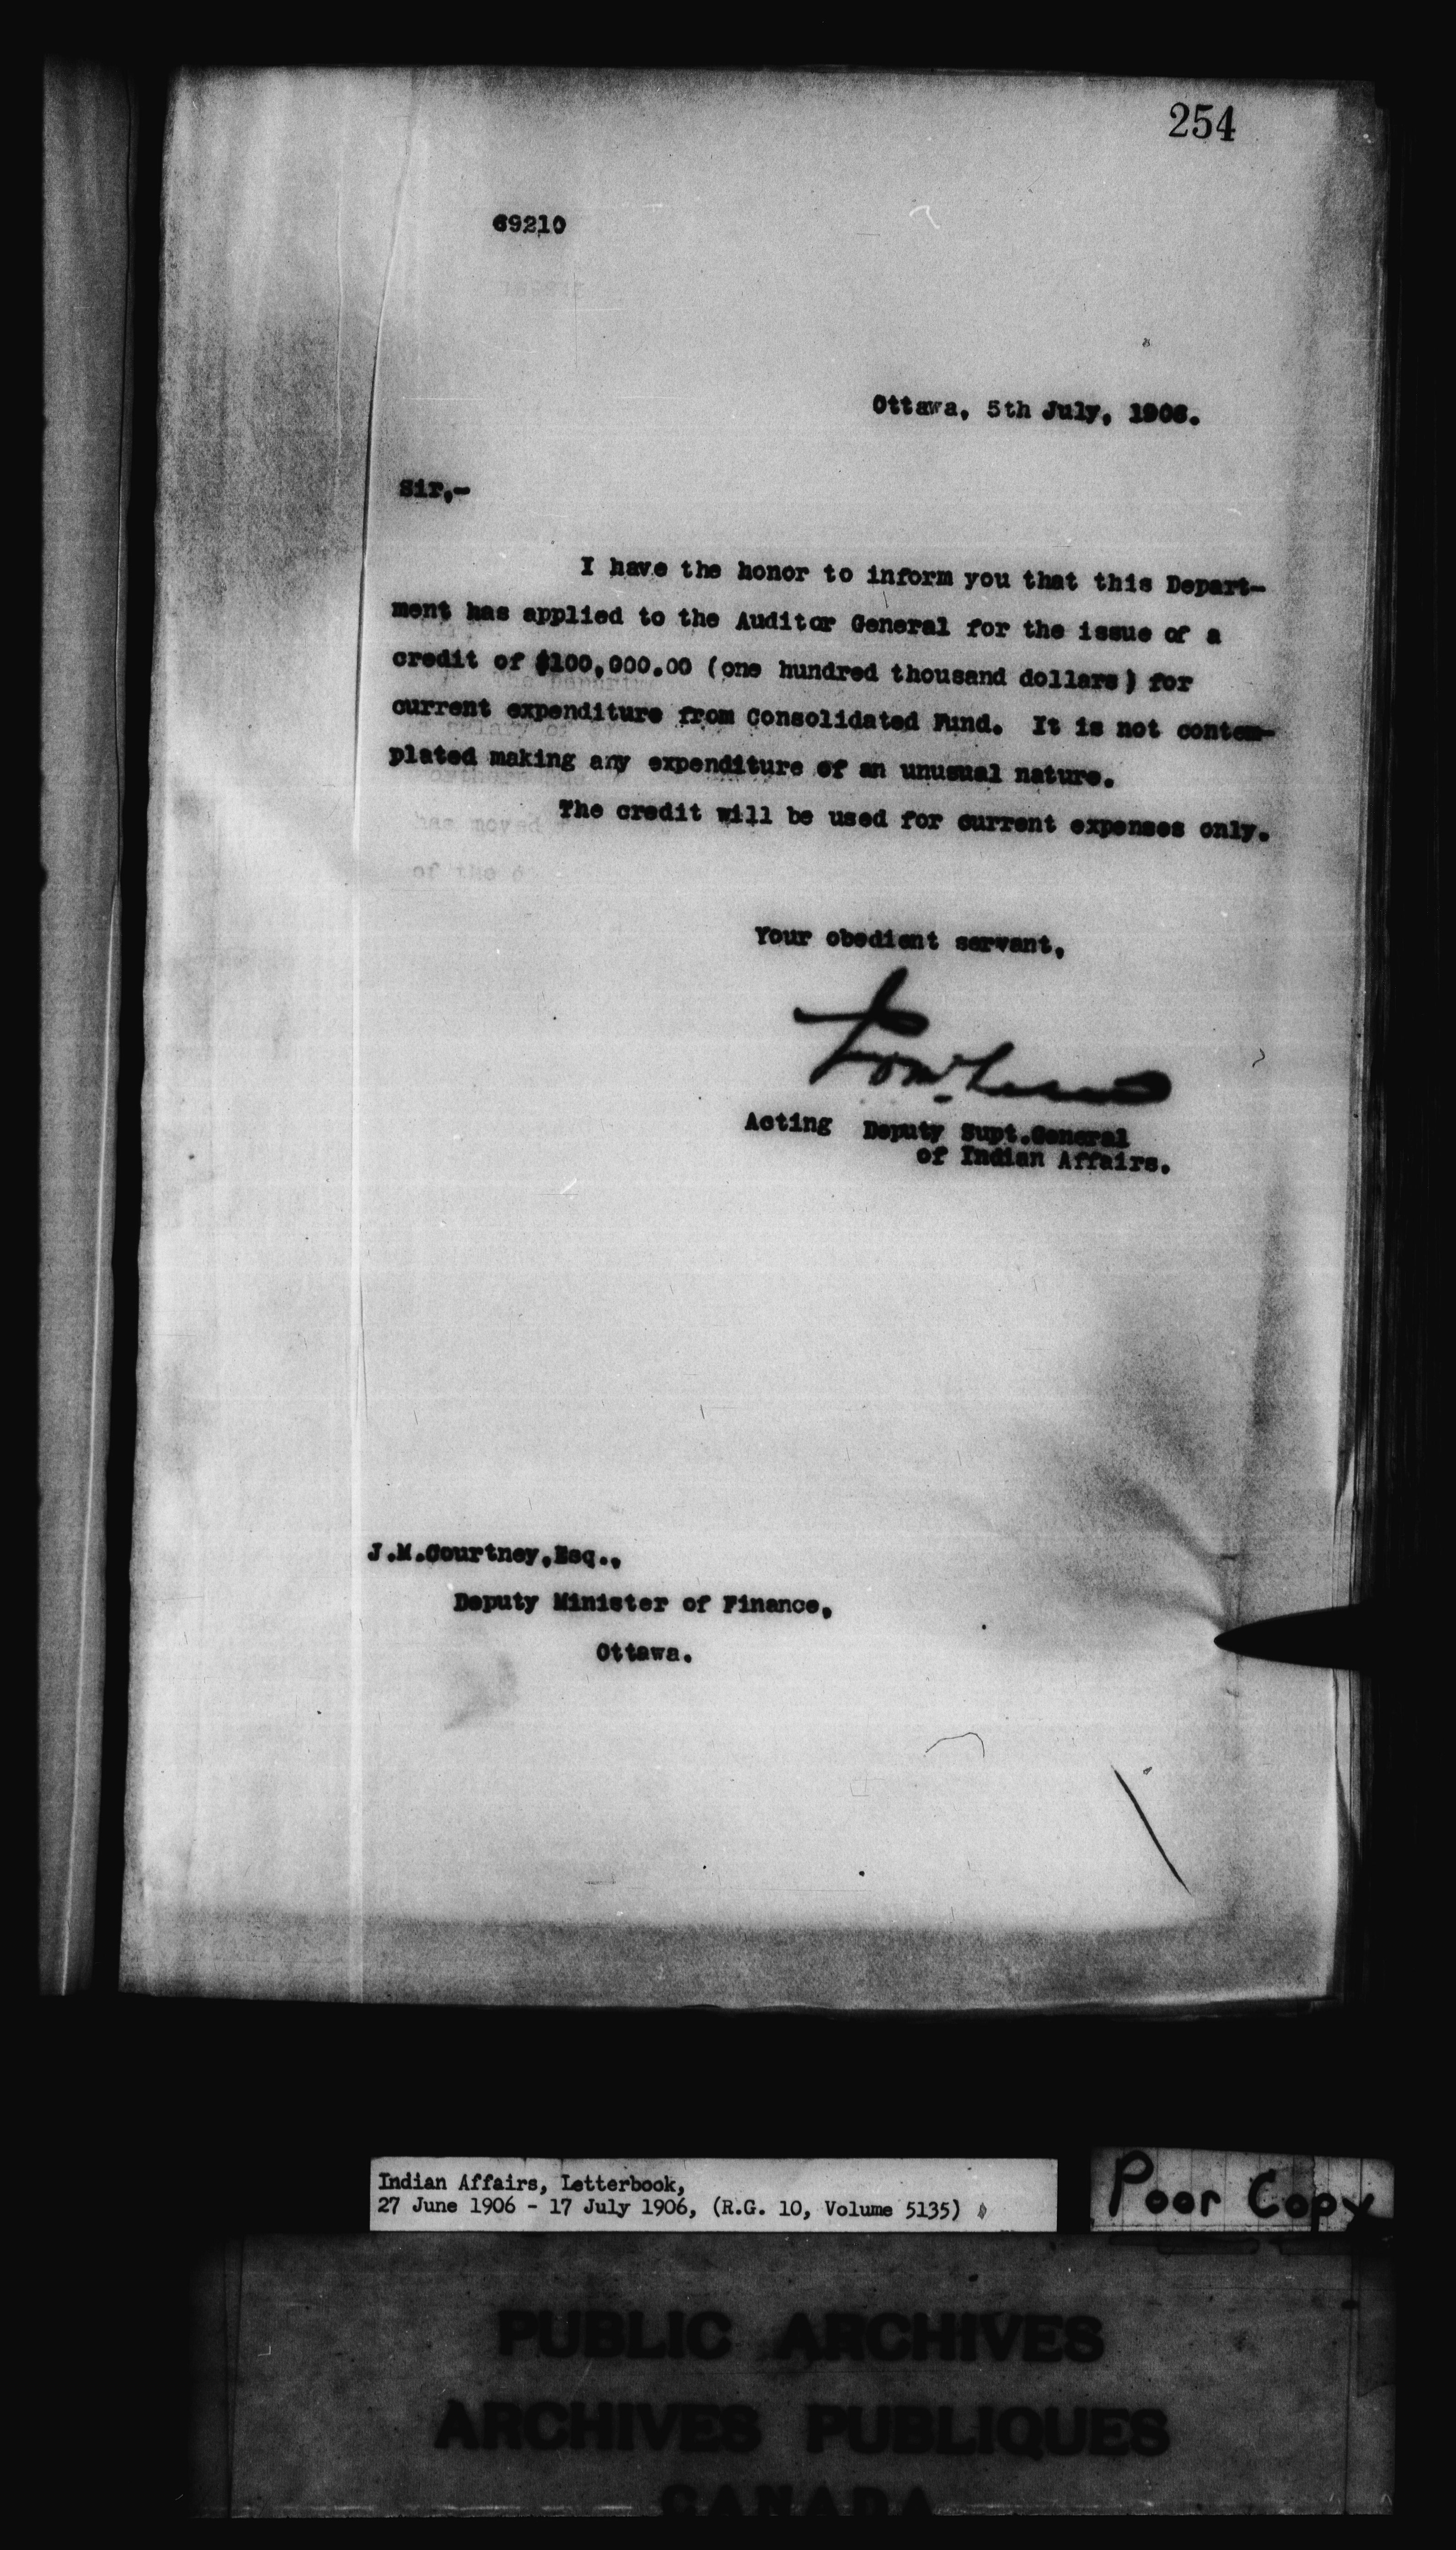 254
69210
Ottawa, 5th July, 1906.
Sir,-
I have the honor to inform you that this Depart-
ment has applied to the Auditor General for the issue of a
credit of $100,000.00 (one hundred thousand dollars) for
current expenditure from Consolidated Fund. It is not contem-
plated making any expenditure of an unusual nature.
The credit will be used for current expenses only.
Your obedient servant,
Acting Deputy Supt.General
of Indian Affairs.
J.M.Courtney,Esq.,
Deputy Minister of Finance,
Ottawa.
Indian Affairs, Letterbook,
27 June 1906 - 17 July 1906, (R.G. 10, Volume 5135)
Poor Copy
PUBLIC ARCHIVES
ARCHIVES PUBLIQUES
CANADA